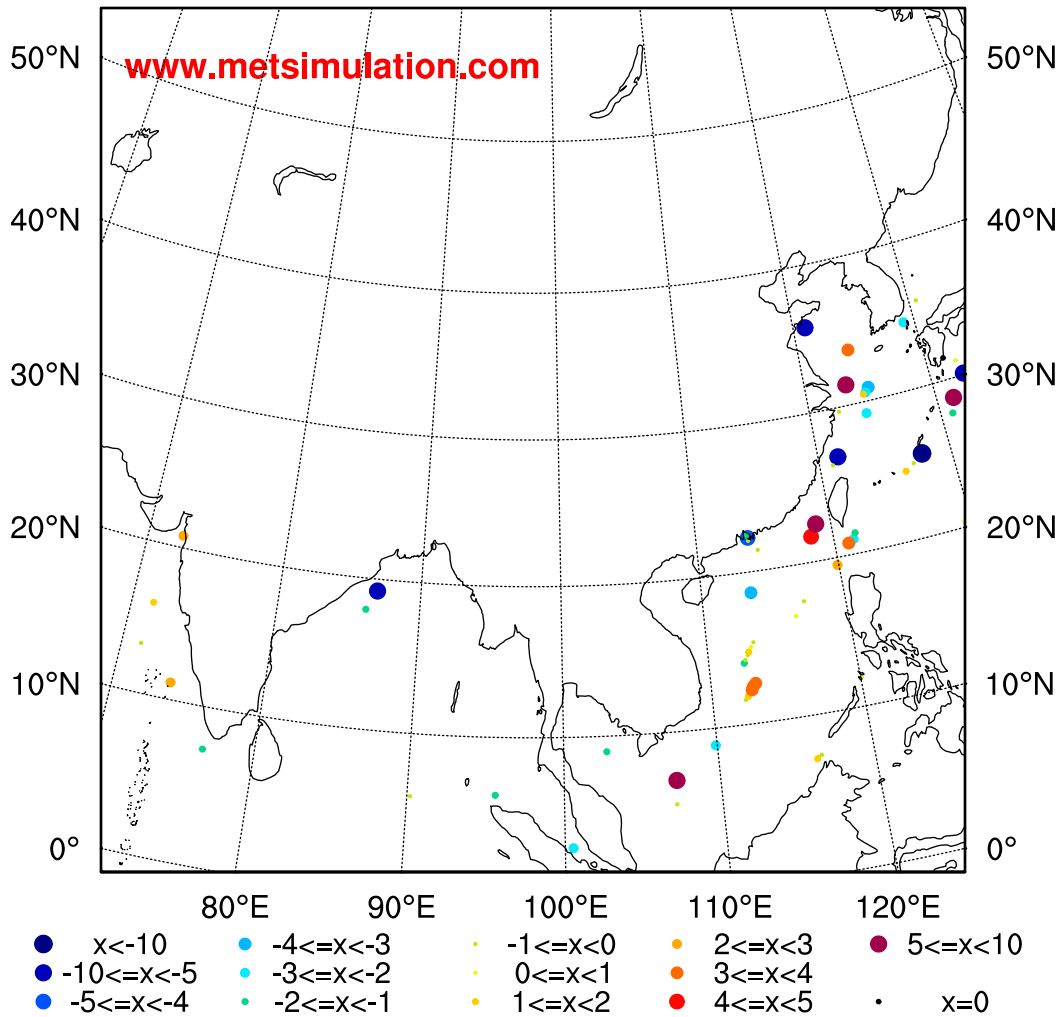 www.metsimulation.com
50°N 50°N
40°N 40°N
30°N 30°N
20°N 20°N
10°N 10°N
0° 0°
80°E 90°E 100°E 110°E 120°E
x<-10 -4<=x<-3 -1<=x<0 2<=x<3 5<=x<10
-10<=x<-5 -3<=x<-2 0<=x<1 3<=x<4
-5<=x<-4 -2<=x<-1 1<=x<2 4<=x<5 x=0